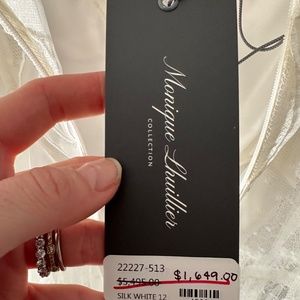 Monique Lhuillier
COLLECTION
22227-513
$5,495.00 $1,649.00
SILK WHITE 12